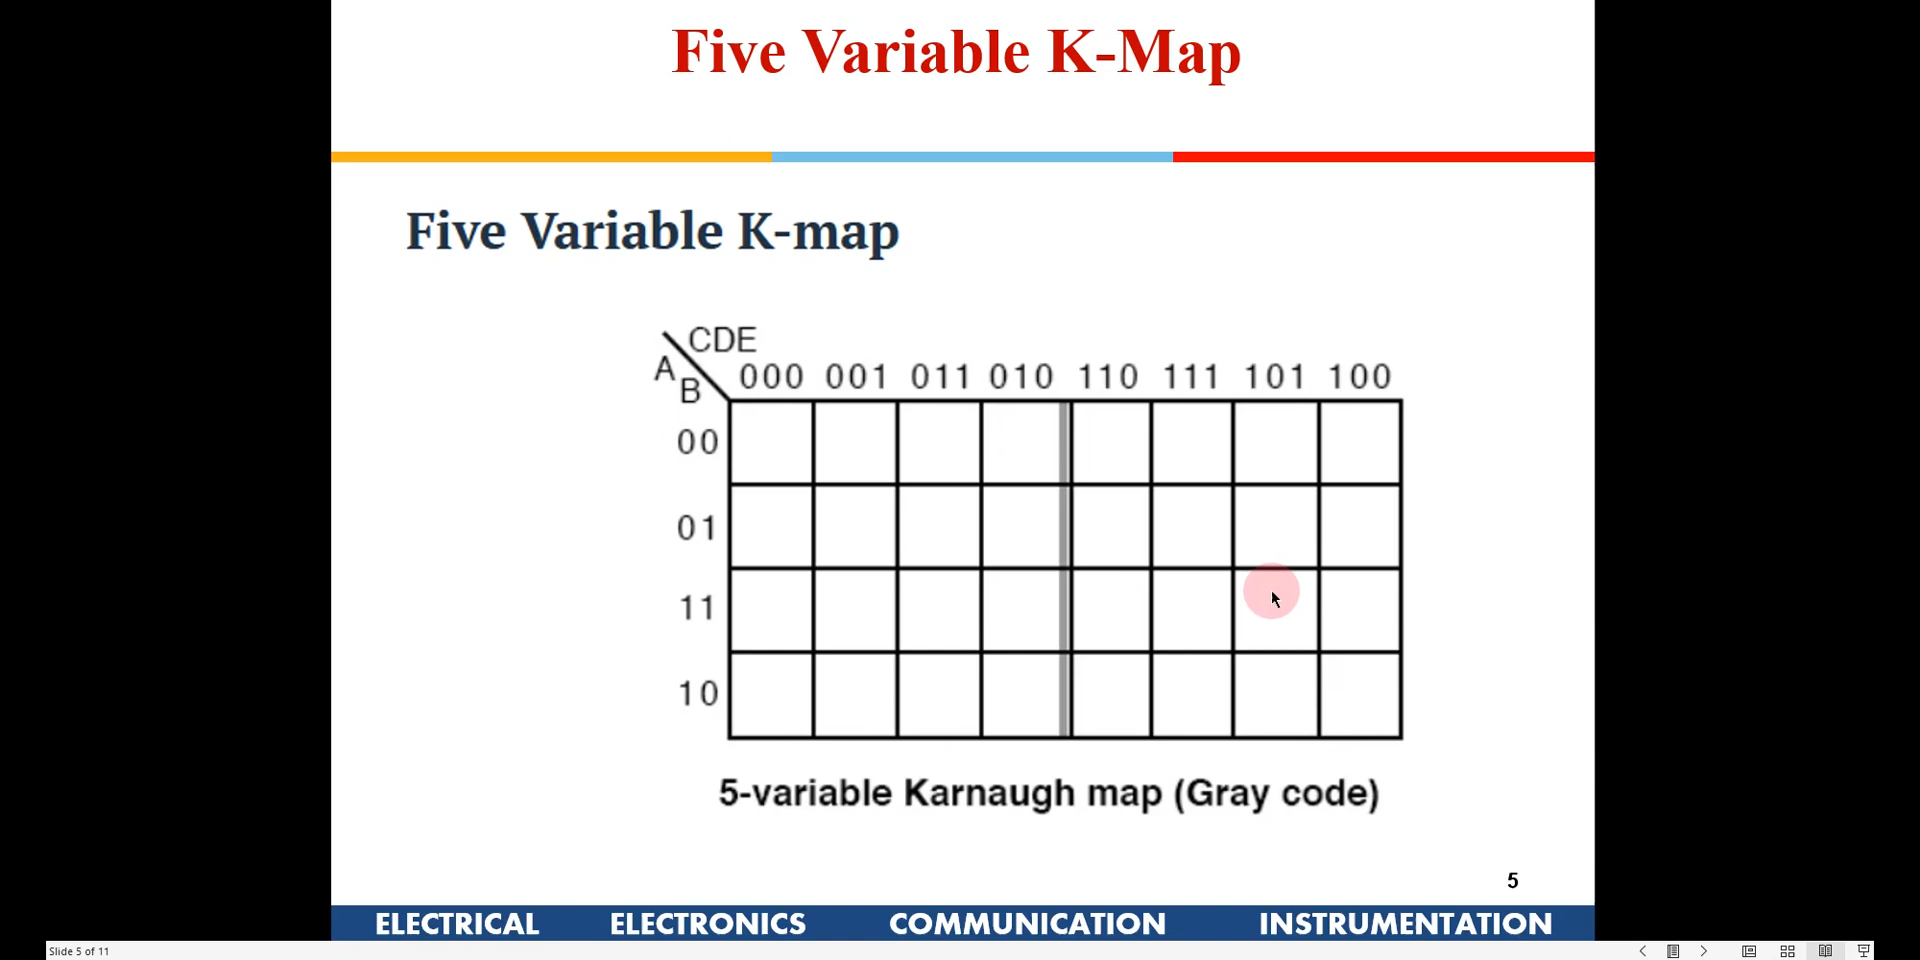 Five Variable K-Map
Five Variable K-map
CDE
A
B
000 001 011 010 110 111 101 100
00
01
11
10
5-variable Karnaugh map (Gray code)
5
ELECTRICAL ELECTRONICS COMMUNICATION INSTRUMENTATION
Slide 5 of 11